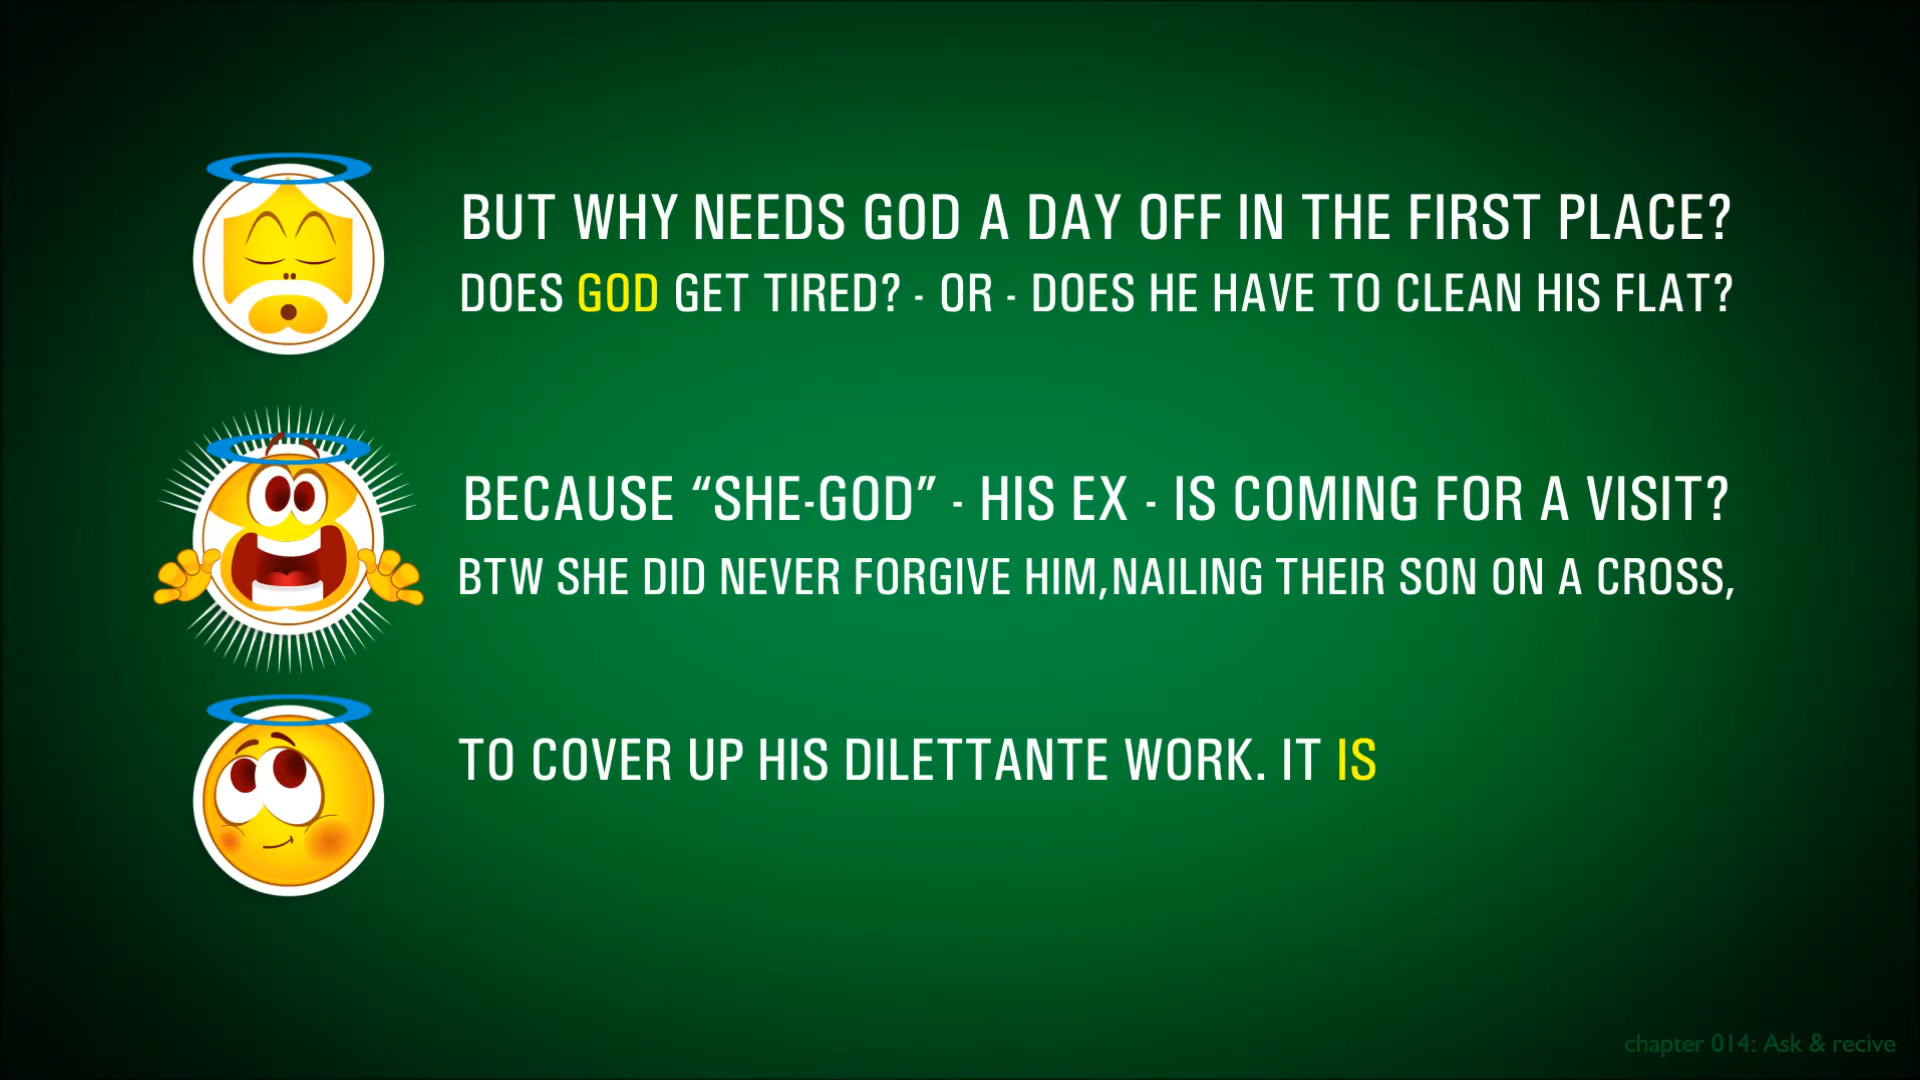 BUT WHY NEEDS GOD A DAY OFF IN THE FIRST PLACE?
DOES GOD GET TIRED? - OR - DOES HE HAVE TO CLEAN HIS FLAT?
BECAUSE “SHE-GOD” - HIS EX - IS COMING FOR A VISIT?
BTW SHE DID NEVER FORGIVE HIM,NAILING THEIR SON ON A CROSS,
TO COVER UP HIS DILETTANTE WORK. IT IS
chapter 014: Ask & recive